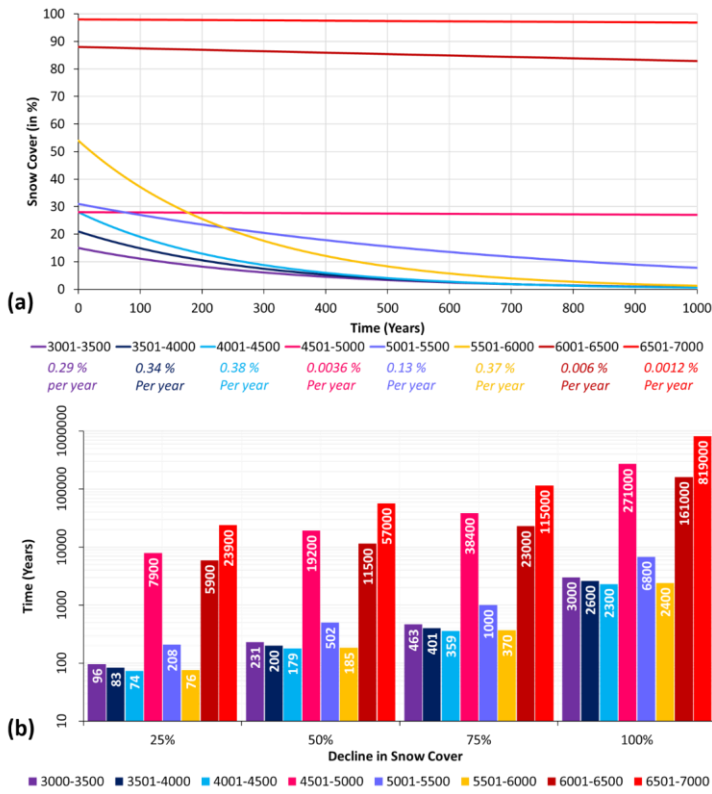 100
90
80
70
60
50
40
30
20
10
0
Snow Cover (in %)
0 100 200 300 400 500 600 700 800 900 1000
Time (Years)
(a)
3001-3500 3501-4000 4001-4500 4501-5000 5001-5500 5501-6000 6001-6500 6501-7000
0.29 % 0.34 % 0.38 % 0.0036 % 0.13 % 0.37 % 0.006 % 0.0012 %
per year Per year Per year Per year Per year Per year Per year Per year
1000000
100000
10000
1000
100
10
Time (Years)
96 83 74 7900 208 76 5900 23900
231 200 179 19200 502 185 11500 57000
463 401 359 38400 1000 370 23000 115000
3000 2600 2300 271000 6800 2400 161000 819000
25% 50% 75% 100%
Decline in Snow Cover
(b)
3000-3500 3501-4000 4001-4500 4501-5000 5001-5500 5501-6000 6001-6500 6501-7000